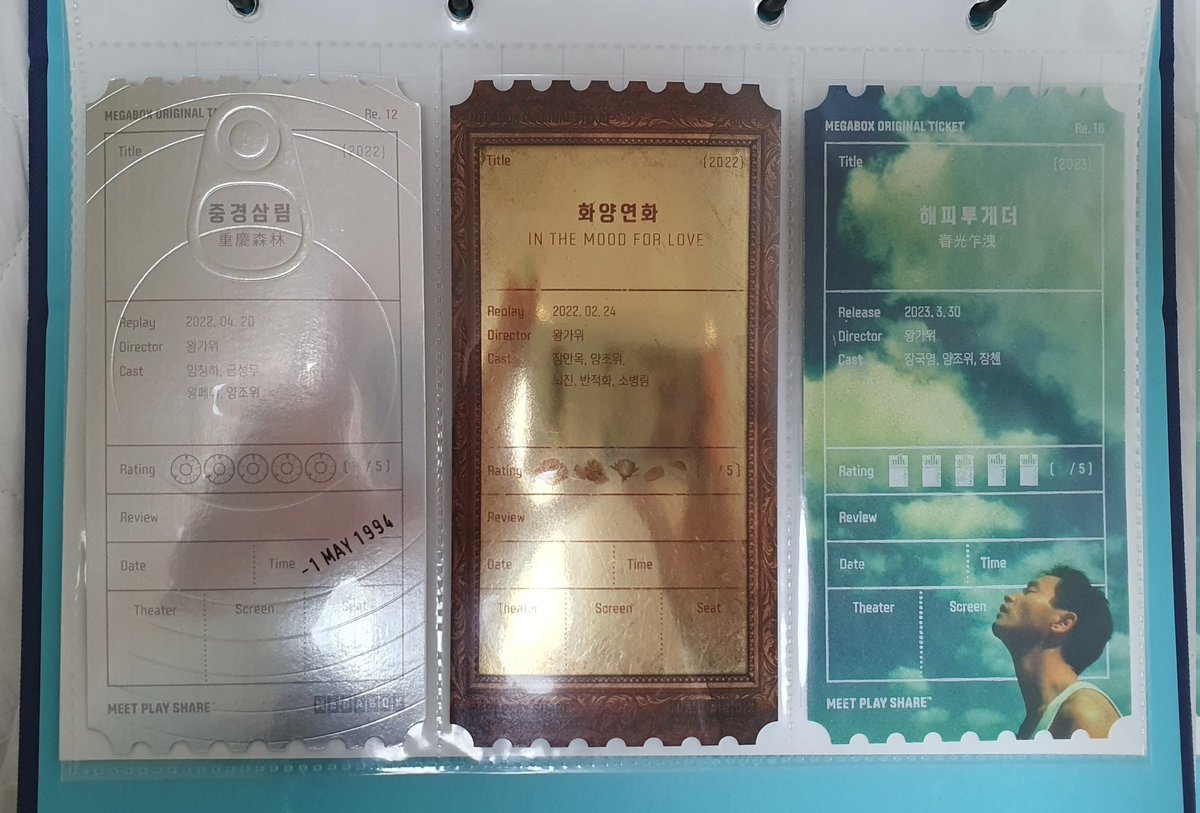 MEGABOX ORIGINAL TICKET
Re. 12
Title
(2022)
중경삼림
重慶森林
Replay 2022. 04. 20
Director 왕가위
Cast 임청하, 금성무
왕페이, 양조위
Rating ( /5)
Review
-1 MAY 1994
Date Time
Theater Screen Seat
MEET PLAY SHARE
MEGABOX
MEGABOX ORIGINAL TICKET
Title
(2022)
화양연화
IN THE MOOD FOR LOVE
Replay 2022. 02. 24
Director 왕가위
Cast 장만옥, 양조위,
뇌진, 반적화, 소병림
Rating ( /5)
Review
Date Time
Theater Screen Seat
MEGABOX ORIGINAL TICKET
Re. 18
Title
(2023)
해피투게더
春光乍洩
Release 2023. 3. 30
Director 왕가위
Cast 장국영, 양조위, 장첸
Rating ( /5)
Review
Date Time
Theater Screen
MEET PLAY SHARE™